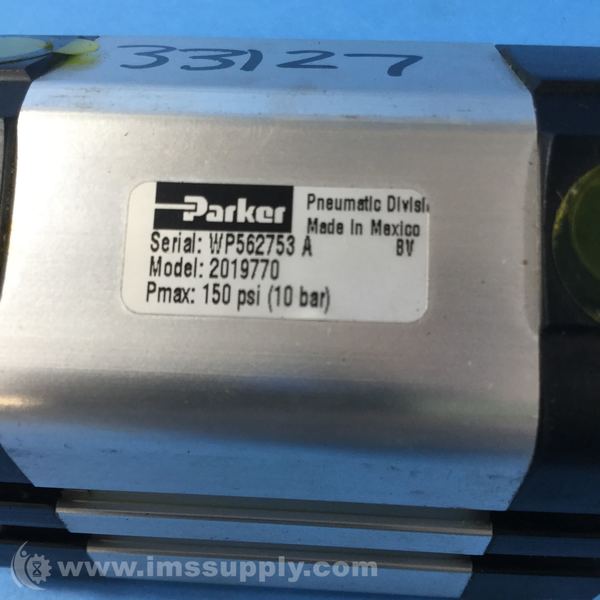 33127
Parker
Pneumatic Divisi
Made In Mexico
Serial: WP562753 A BV
Model: 2019770
Pmax: 150 psi (10 bar)
www.imssupply.com